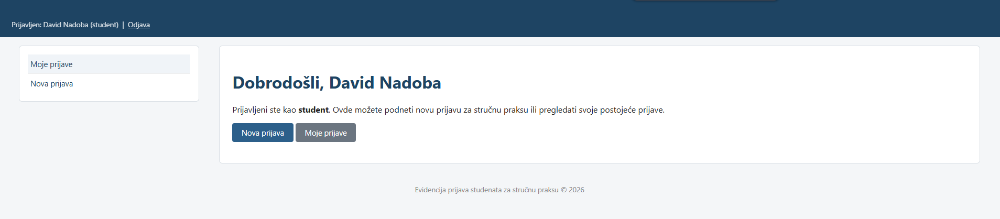 Prijavljen: David Nadoba (student) | Odjava
Moje prijave
Nova prijava
Dobrodošli, David Nadoba
Prijavljeni ste kao student. Ovde možete podneti novu prijavu za stručnu praksu ili pregledati svoje postojeće prijave.
Nova prijava Moje prijave
Evidencija prijava studenata za stručnu praksu © 2026